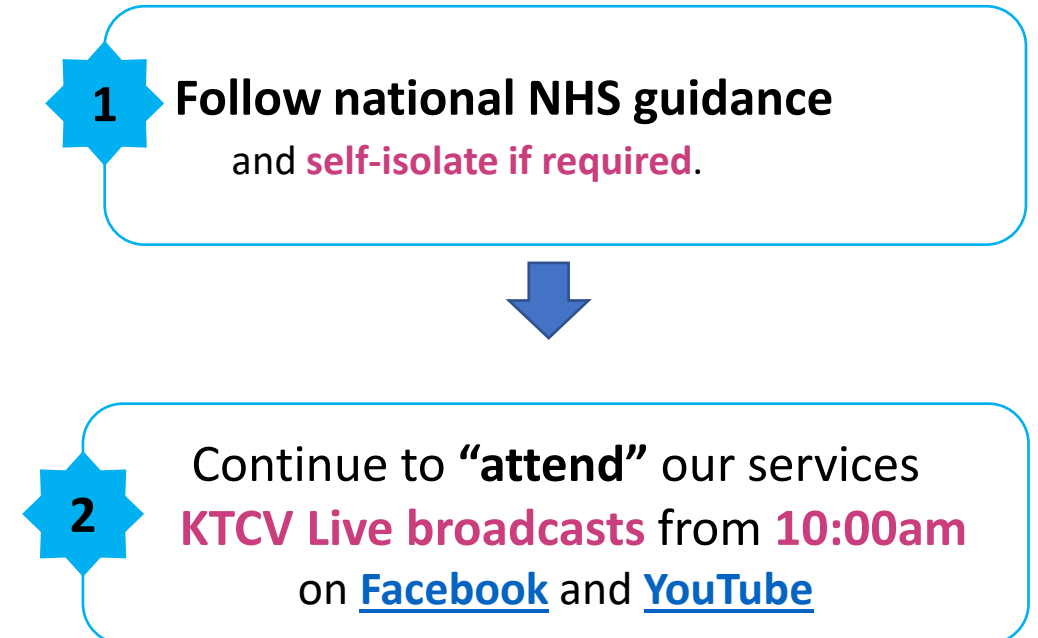 1
Follow national NHS guidance
and self-isolate if required.
2
Continue to “attend” our services
KTCV Live broadcasts from 10:00am
on Facebook and YouTube